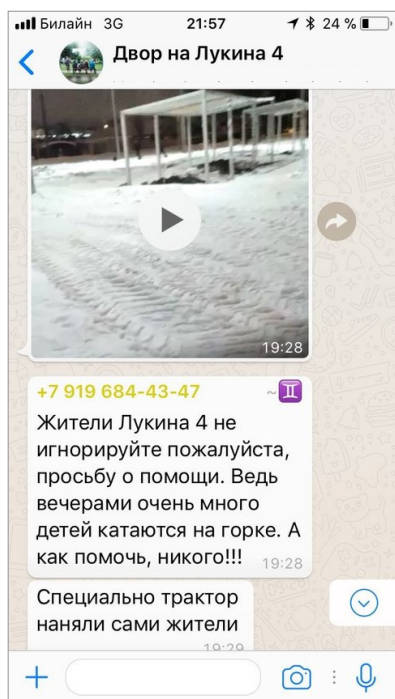 Билайн 3G 21:57 24 %
Двор на Лукина 4
19:28
+7 919 684-43-47 ~♊
Жители Лукина 4 не
игнорируйте пожалуйста,
просьбу о помощи. Ведь
вечерами очень много
детей катаются на горке. А
как помочь, никого!!! 19:28
Специально трактор
наняли сами жители
19:29